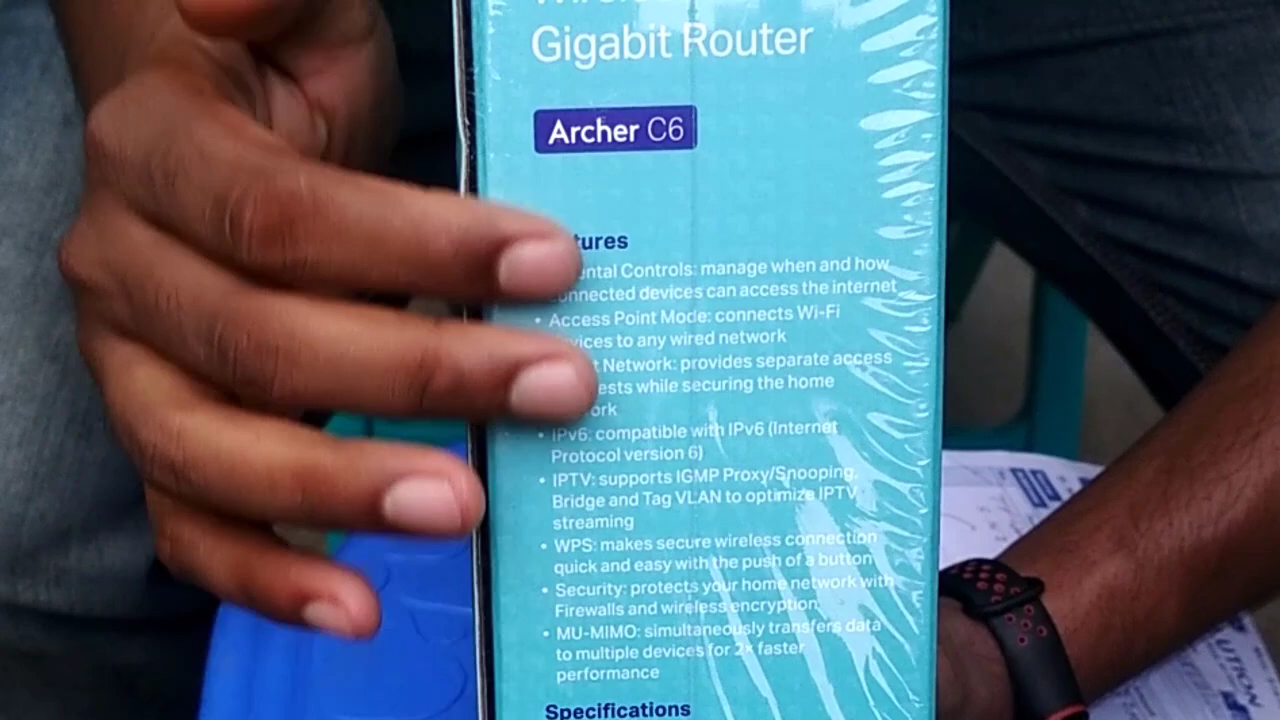 Gigabit Router
Archer C6
tures
ental Controls: manage when and how
onnected devices can access the internet
• Access Point Mode: connects Wi-Fi
vices to any wired network
t Network: provides separate access
ests while securing the home
ork
• IPv6: compatible with IPv6 (Internet
Protocol version 6)
• IPTV: supports IGMP Proxy/Snooping,
Bridge and Tag VLAN to optimize IPTV
streaming
• WPS: makes secure wireless connection
quick and easy with the push of a button
• Security: protects your home network with
Firewalls and wireless encryption
• MU-MIMO: simultaneously transfers data
to multiple devices for 2× faster
performance
Specifications
UTION